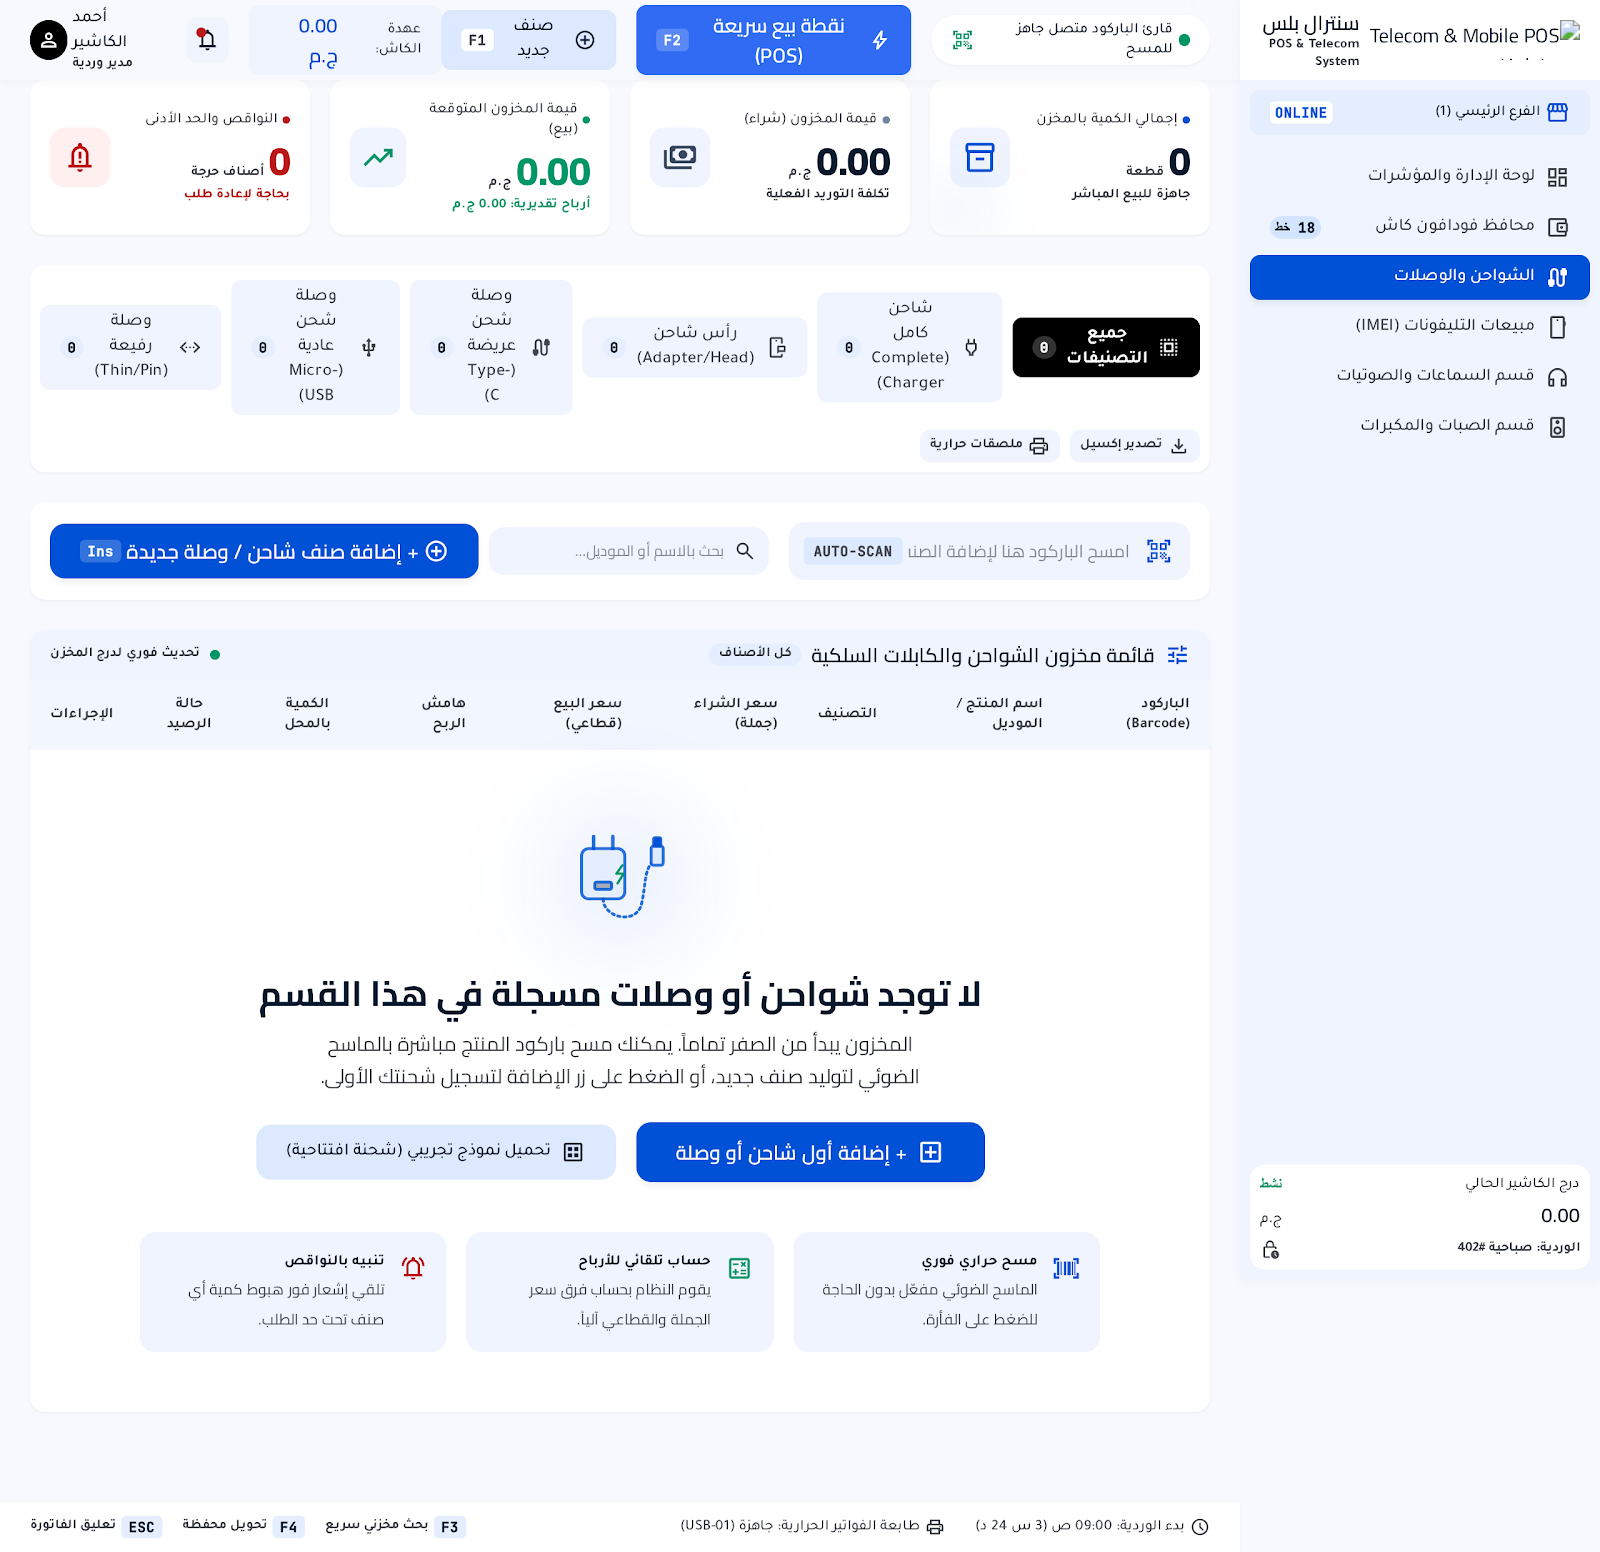 Telecom & Mobile POS
سنترال بلس
POS & Telecom
System
قارئ الباركود متصل جاهز
للمسح
نقطة بيع سريعة
(POS)
F2
صنف
جديد
F1
عهدة
الكاش:
0.00
ج.م
أحمد
الكاشير
مدير وردية
الفرع الرئيسي (1)
ONLINE
لوحة الإدارة والمؤشرات
محافظ فودافون كاش
18 خط
الشواحن والوصلات
مبيعات التليفونات (IMEI)
قسم السماعات والصوتيات
قسم الصبات والمكبرات
درج الكاشير الحالي
نشط
0.00
ج.م
الوردية: صباحية #402
إجمالي الكمية بالمخزن
0 قطعة
جاهزة للبيع المباشر
قيمة المخزون (شراء)
0.00 ج.م
تكلفة التوريد الفعلية
قيمة المخزون المتوقعة
(بيع)
0.00 ج.م
أرباح تقديرية: 0.00 ج.م
النواقص والحد الأدنى
0 أصناف حرجة
بحاجة لإعادة طلب
جميع
التصنيفات
0
شاحن
كامل
(Complete
Charger)
0
رأس شاحن
(Adapter/Head)
0
وصلة
شحن
عريضة
(Type-
C)
0
وصلة
شحن
عادية
(Micro-
USB)
0
وصلة
رفيعة
(Thin/Pin)
0
تصدير إكسيل
ملصقات حرارية
امسح الباركود هنا لإضافة الصنف
AUTO-SCAN
بحث بالاسم أو الموديل...
+ إضافة صنف شاحن / وصلة جديدة
Ins
قائمة مخزون الشواحن والكابلات السلكية
كل الأصناف
تحديث فوري لدرج المخزن
الباركود
(Barcode)
اسم المنتج /
الموديل
التصنيف
سعر الشراء
(جملة)
سعر البيع
(قطاعي)
هامش
الربح
الكمية
بالمحل
حالة
الرصيد
الإجراءات
لا توجد شواحن أو وصلات مسجلة في هذا القسم
المخزون يبدأ من الصفر تماماً. يمكنك مسح باركود المنتج مباشرة بالماسح
الضوئي لتوليد صنف جديد، أو الضغط على زر الإضافة لتسجيل شحنتك الأولى.
+ إضافة أول شاحن أو وصلة
تحميل نموذج تجريبي (شحنة افتتاحية)
مسح حراري فوري
الماسح الضوئي مفعّل بدون الحاجة
للضغط على الفأرة.
حساب تلقائي للأرباح
يقوم النظام بحساب فرق سعر
الجملة والقطاعي آلياً.
تنبيه بالنواقص
تلقي إشعار فور هبوط كمية أي
صنف تحت حد الطلب.
بدء الوردية: 09:00 ص (3 س 24 د)
طابعة الفواتير الحرارية: جاهزة (USB-01)
F3 بحث مخزني سريع
F4 تحويل محفظة
ESC تعليق الفاتورة